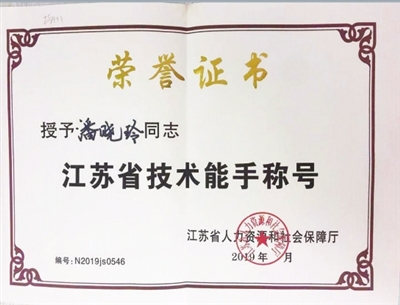 荣誉证书
授予潘晓玲同志
江苏省技术能手称号
江苏省人力资源和社会保障厅
2019年 月
编号:N2019js0546